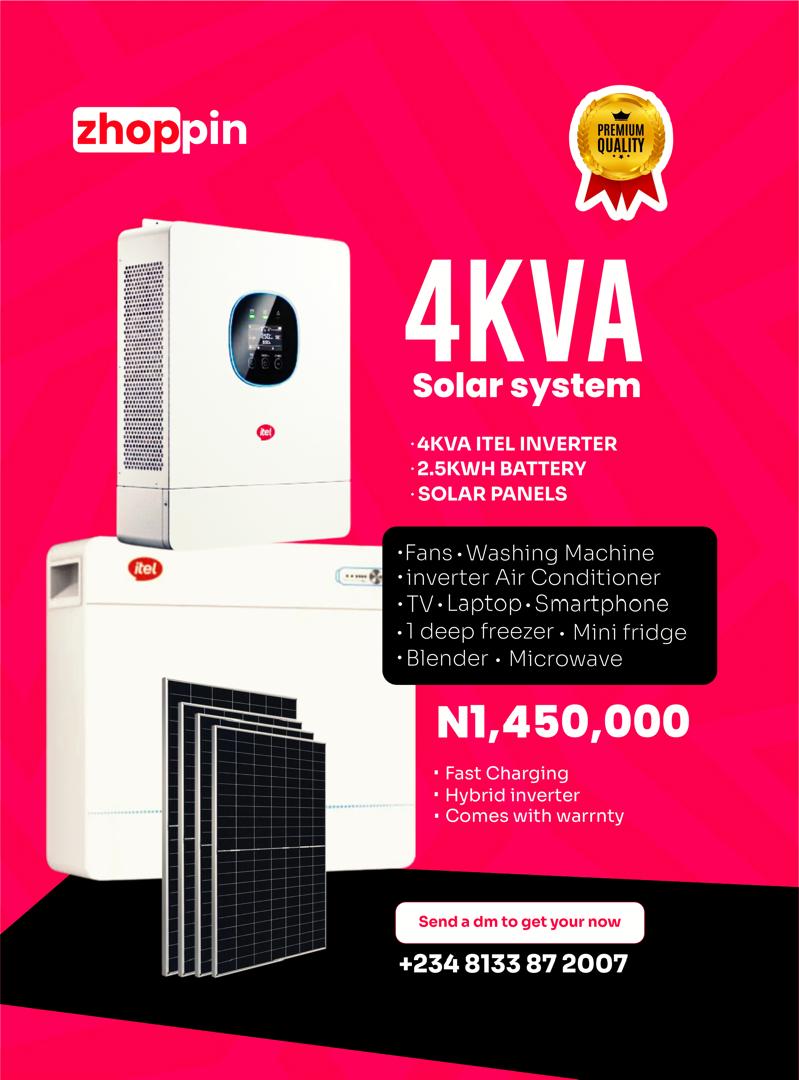 zhoppin
PREMIUM
QUALITY
4KVA
Solar system
· 4KVA ITEL INVERTER
· 2.5KWH BATTERY
· SOLAR PANELS
itel
itel
• Fans • Washing Machine
• inverter Air Conditioner
• TV • Laptop • Smartphone
• 1 deep freezer • Mini fridge
• Blender • Microwave
N1,450,000
• Fast Charging
• Hybrid inverter
• Comes with warrnty
Send a dm to get your now
+234 8133 87 2007